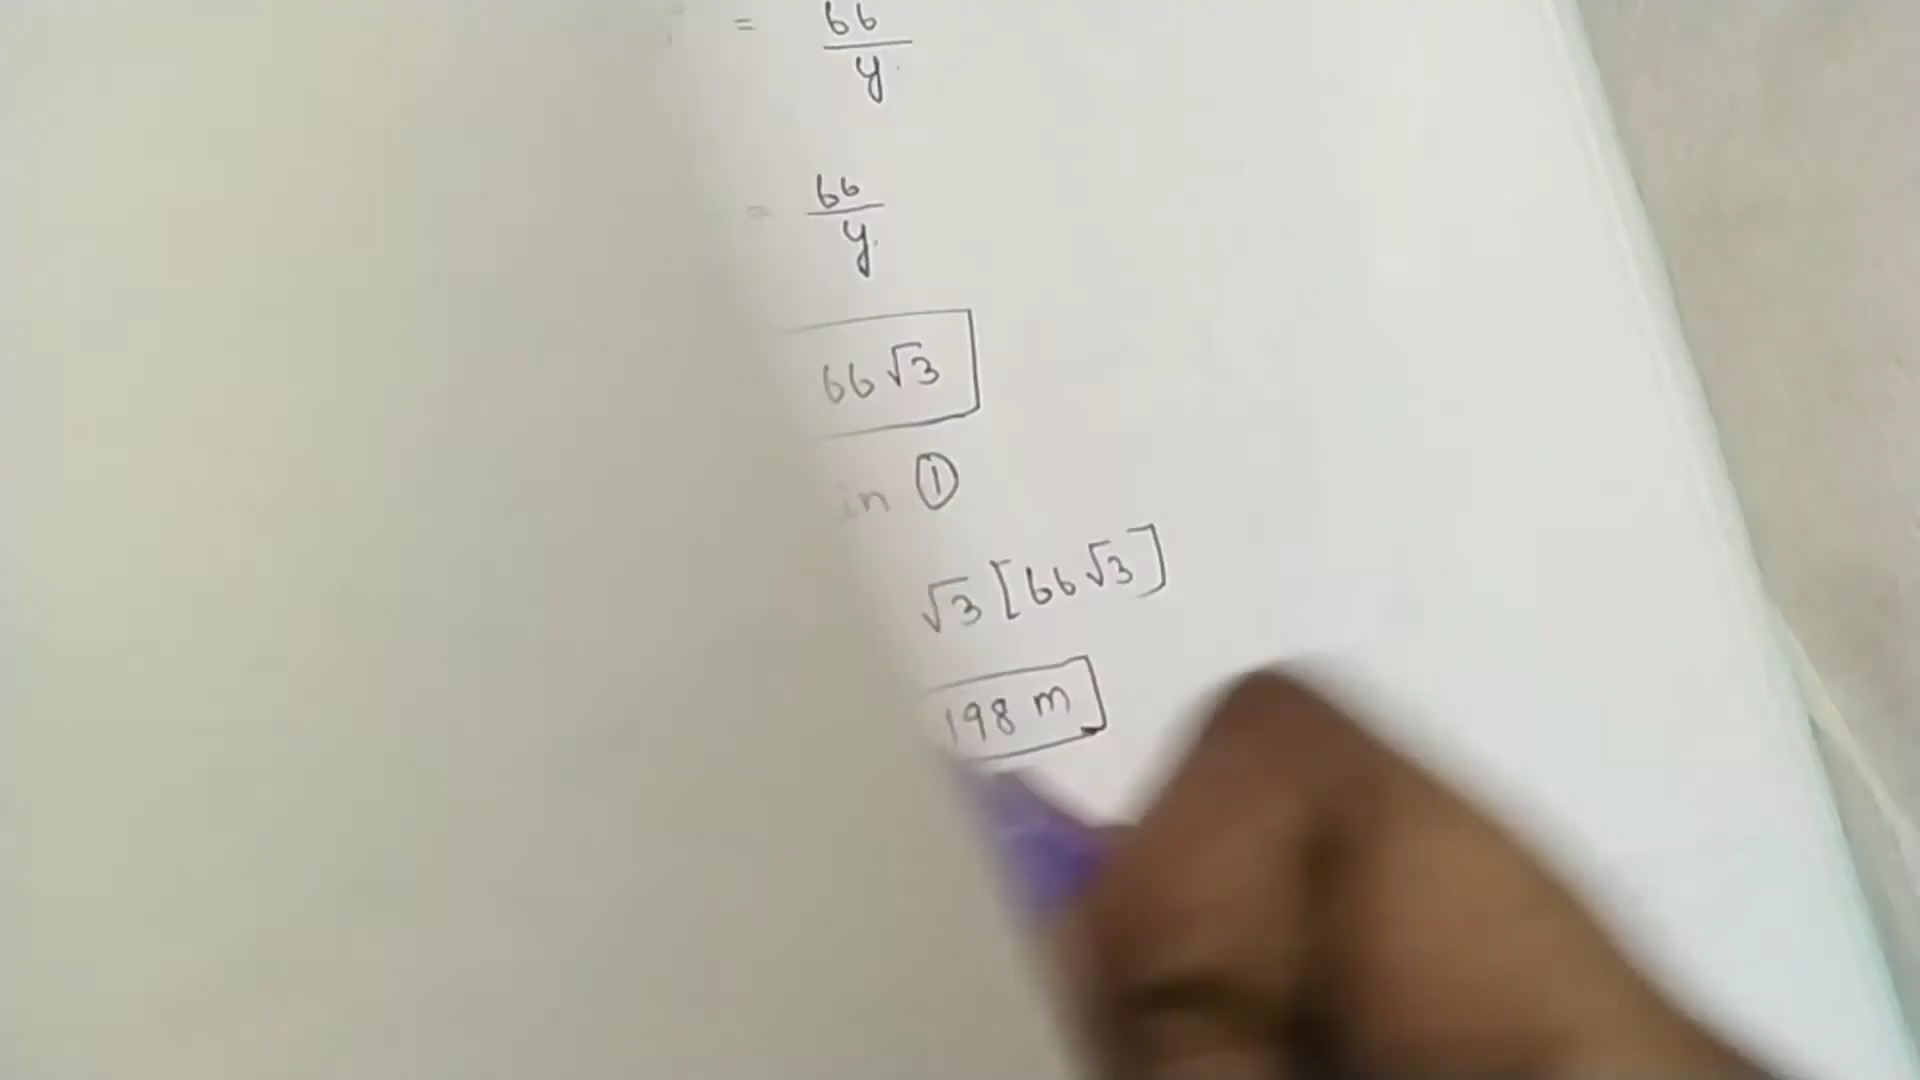 = 66/y
= 66/y
66√3
in ①
√3 [66√3]
198 m